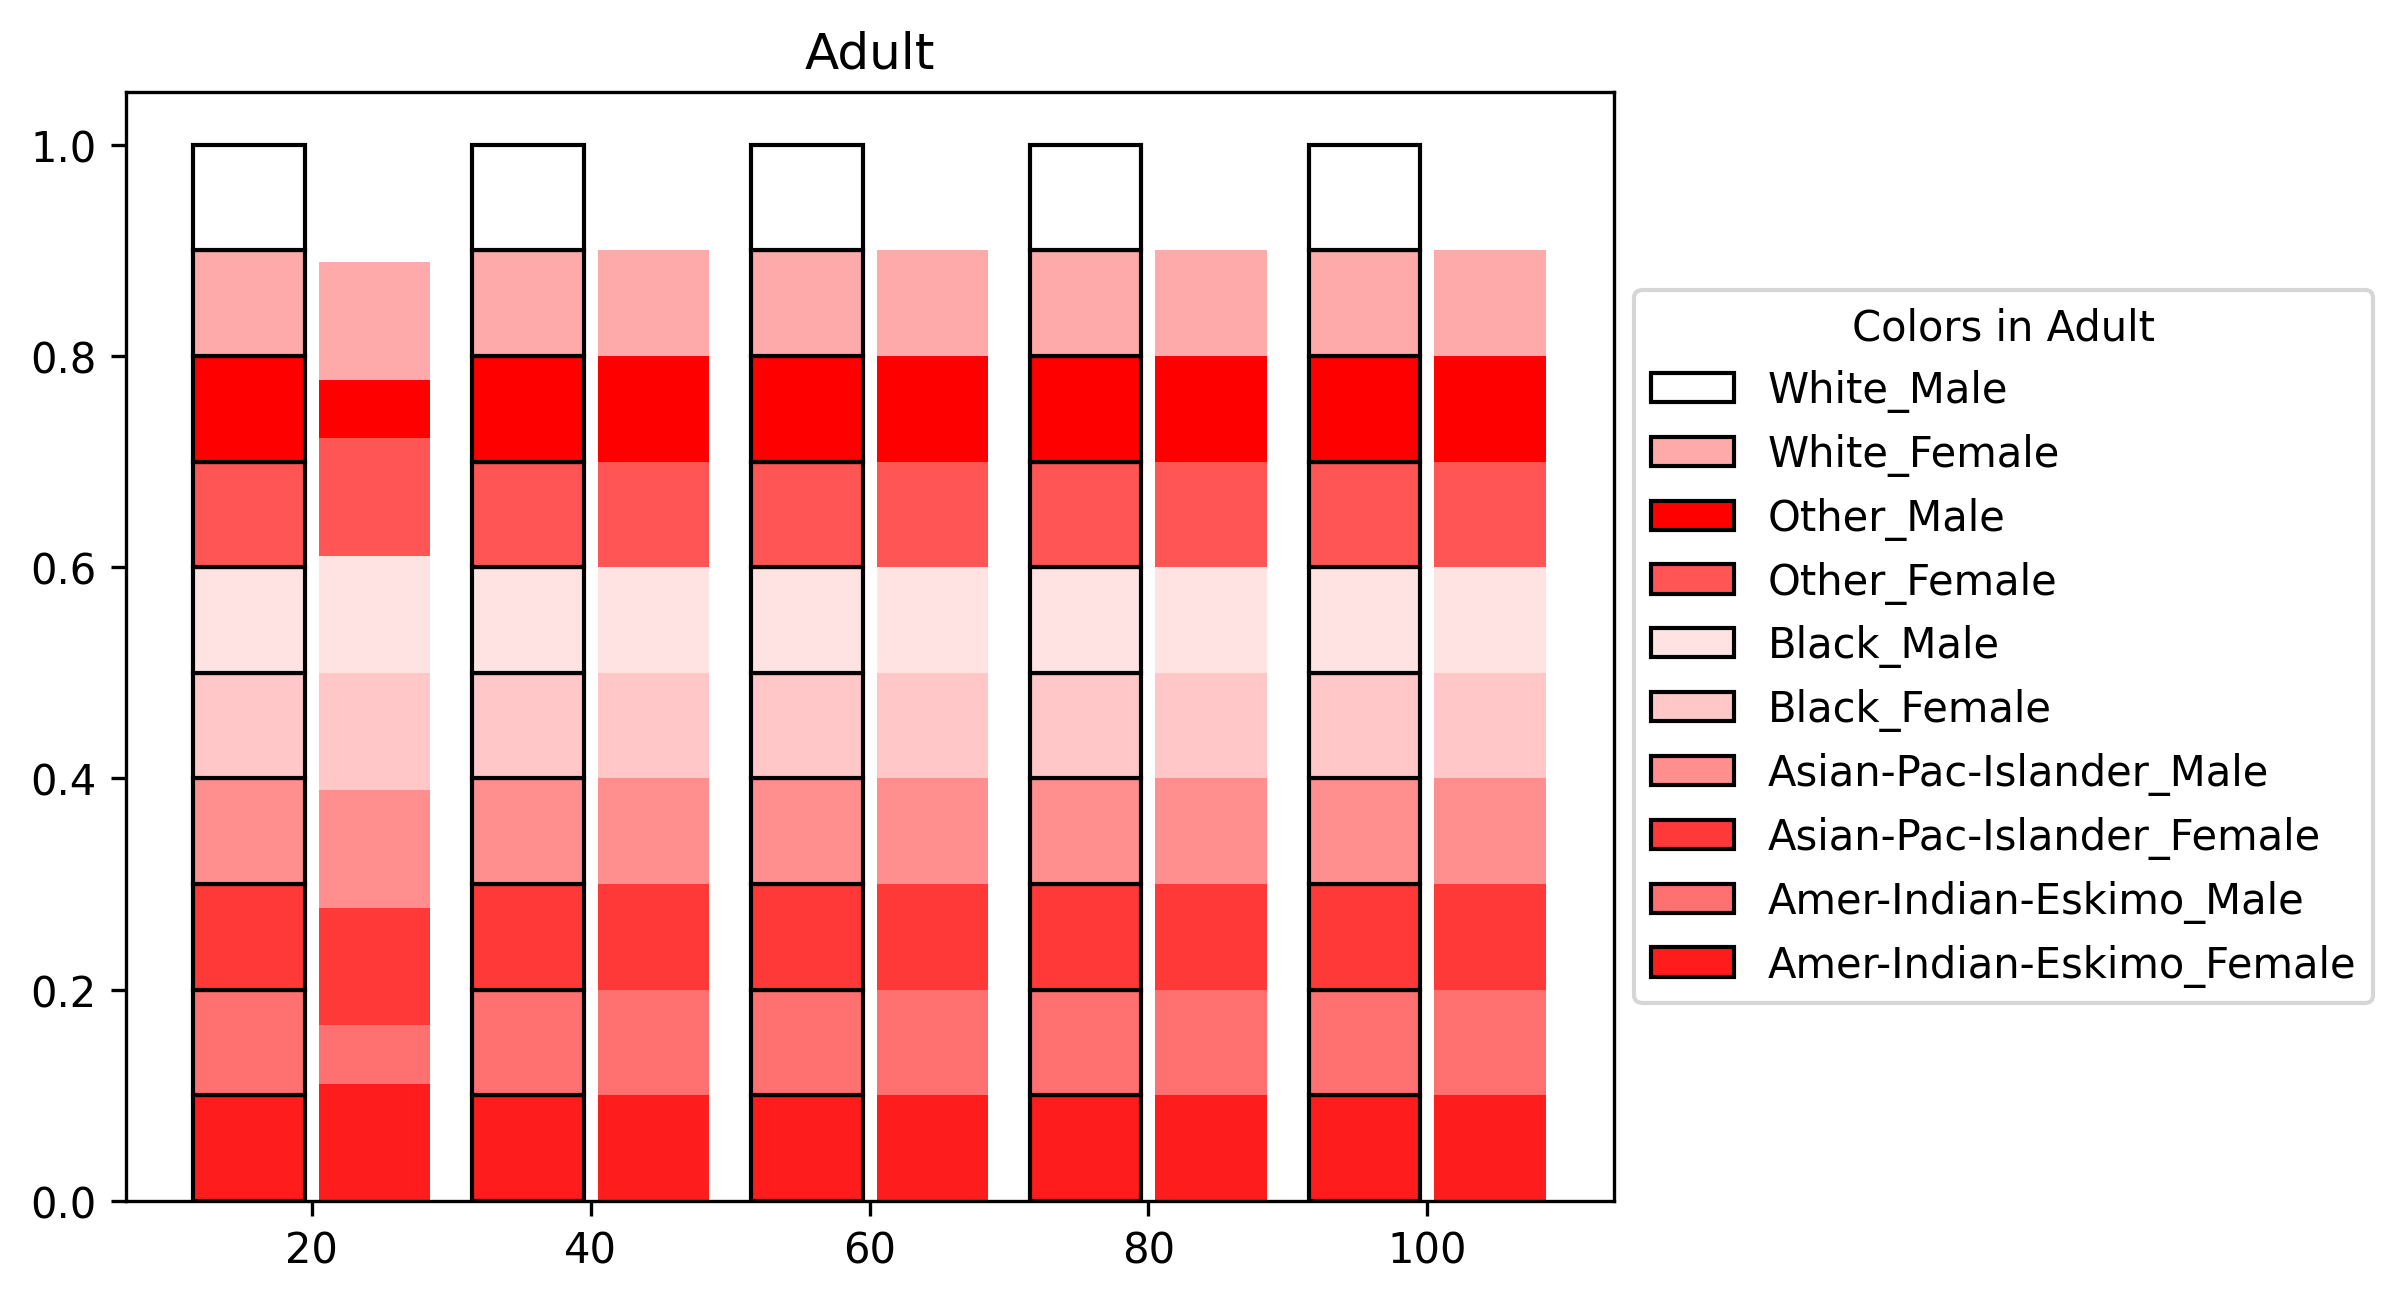 Adult
1.0
0.8
0.6
0.4
0.2
0.0
20
40
60
80
100
Colors in Adult
White_Male
White_Female
Other_Male
Other_Female
Black_Male
Black_Female
Asian-Pac-Islander_Male
Asian-Pac-Islander_Female
Amer-Indian-Eskimo_Male
Amer-Indian-Eskimo_Female